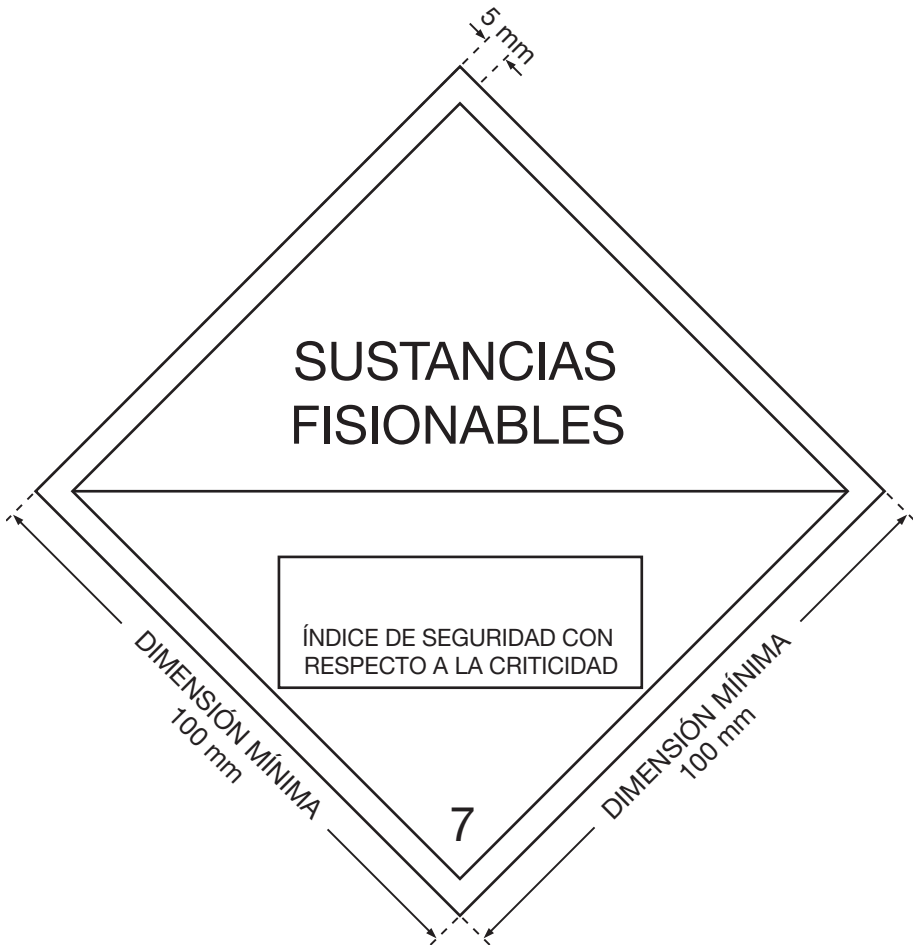 5 mm
SUSTANCIAS
FISIONABLES
ÍNDICE DE SEGURIDAD CON
RESPECTO A LA CRITICIDAD
DIMENSIÓN MÍNIMA
100 mm
DIMENSIÓN MÍNIMA
100 mm
7